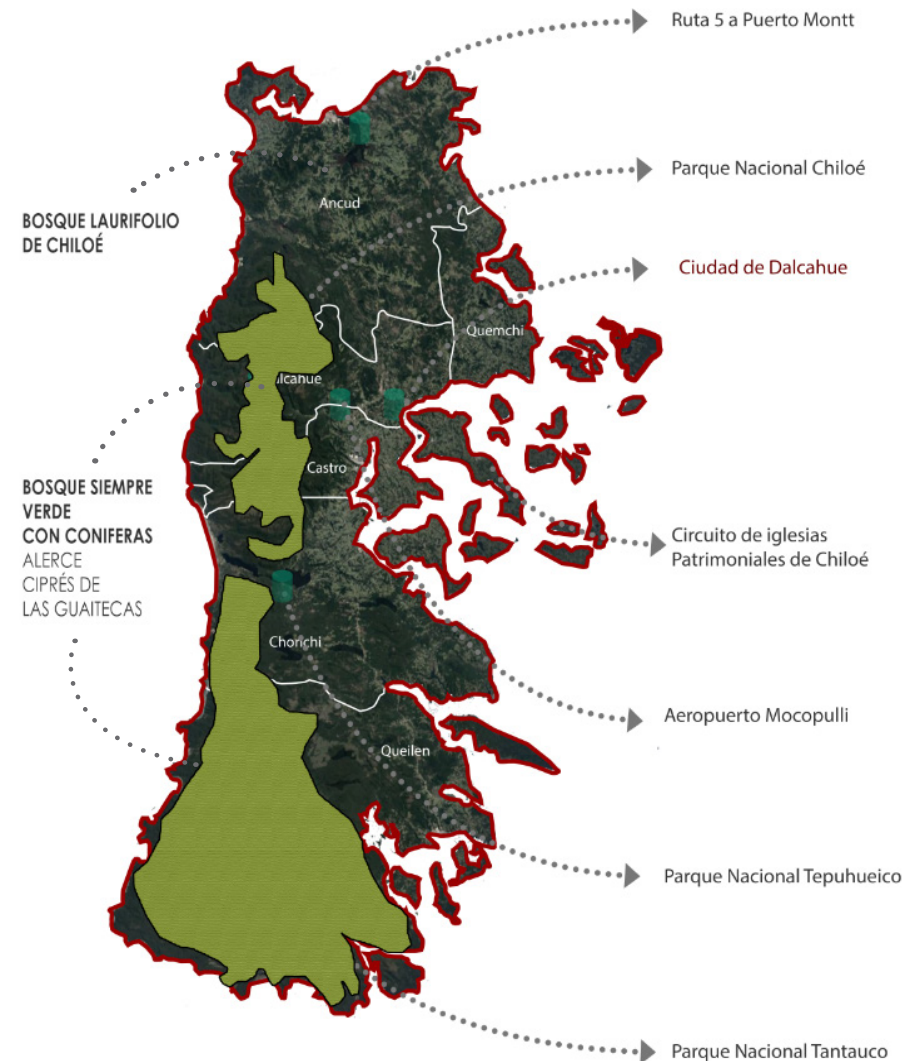 Ruta 5 a Puerto Montt
Parque Nacional Chiloé
Ancud
BOSQUE LAURIFOLIO
DE CHILOÉ
Ciudad de Dalcahue
Quemchi
lcahue
Castro
BOSQUE SIEMPRE
VERDE
CON CONIFERAS
ALERCE
CIPRÉS DE
LAS GUAITECAS
Circuito de iglesias
Patrimoniales de Chiloé
Chonchi
Aeropuerto Mocopulli
Queilen
Parque Nacional Tepuhueico
Parque Nacional Tantauco